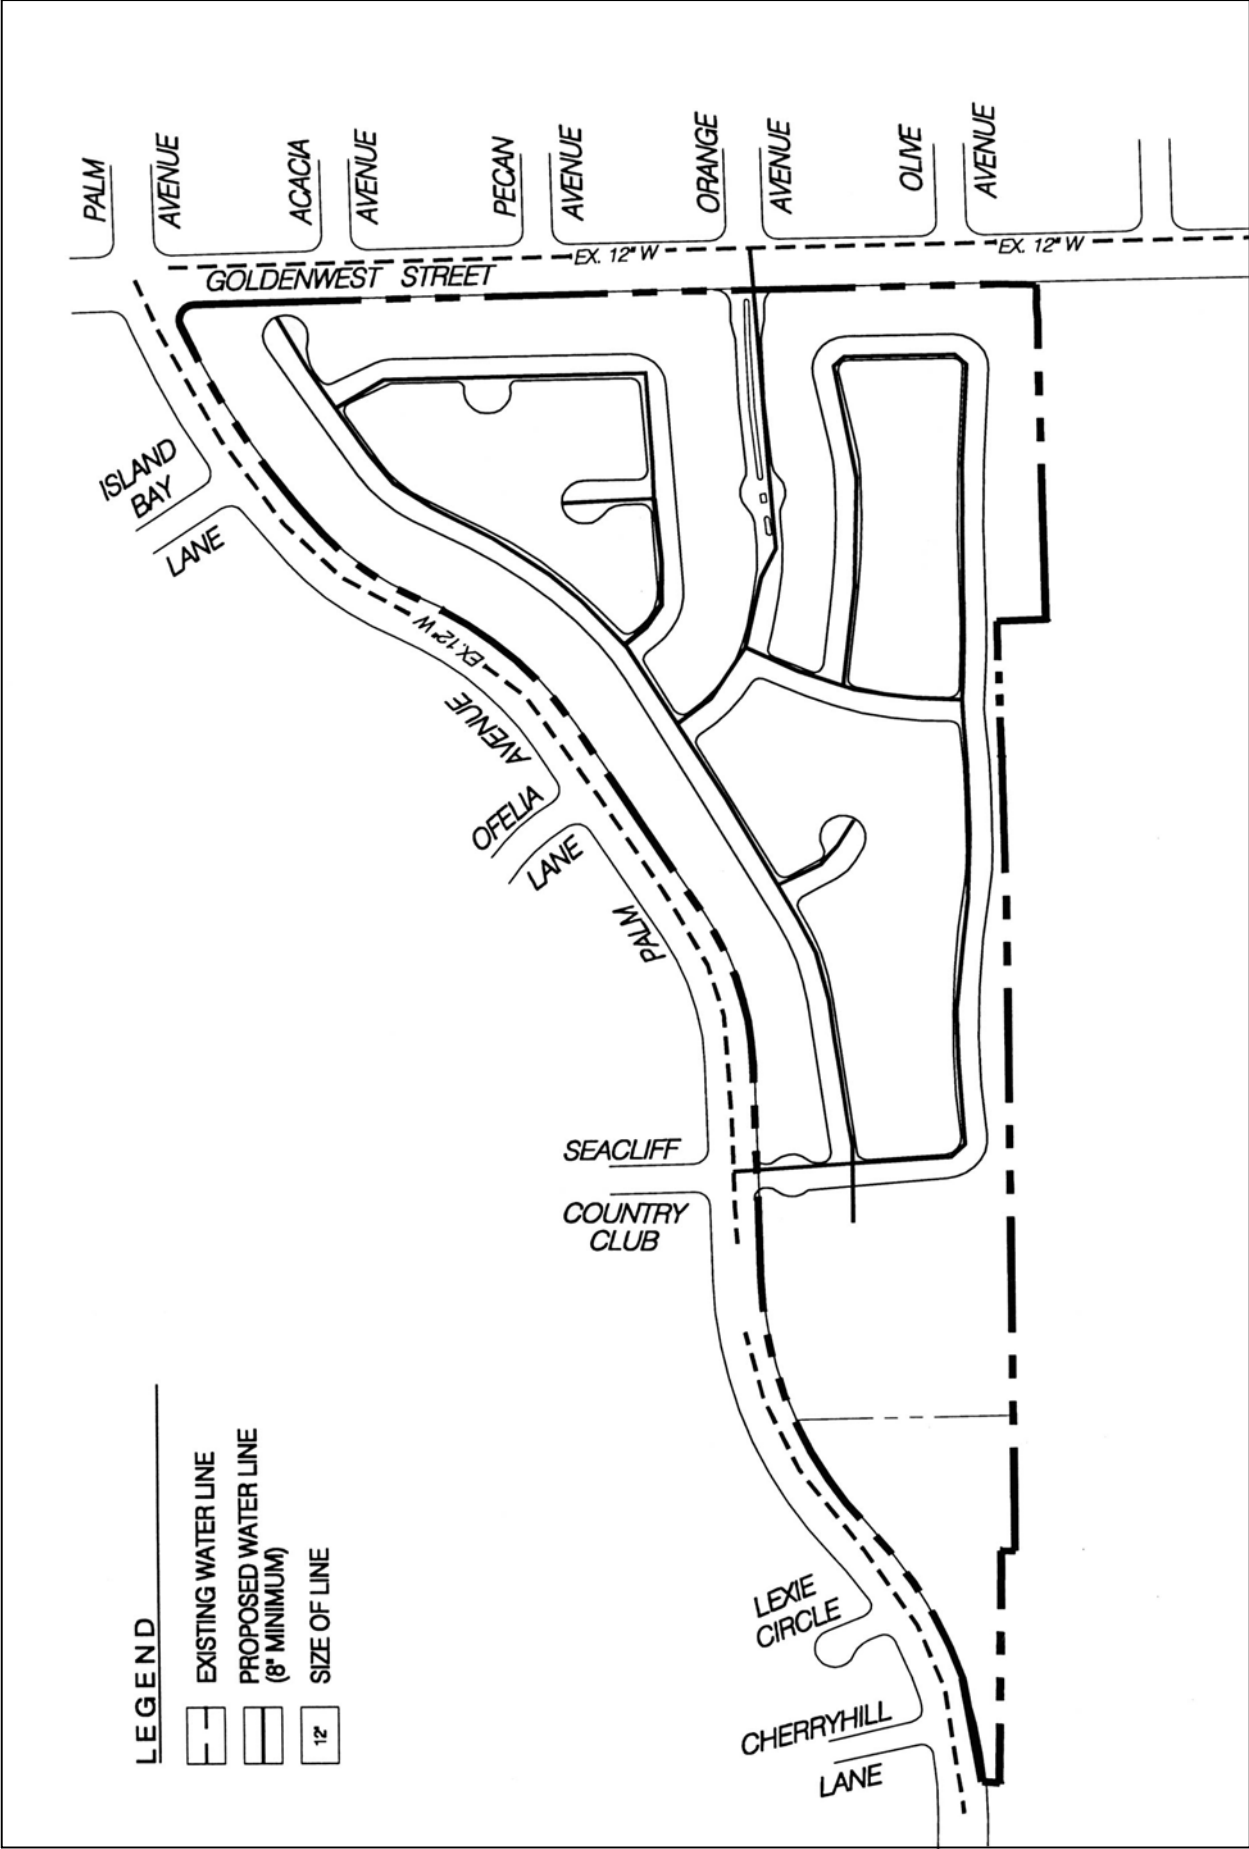 PALM
AVENUE
ACACIA
AVENUE
PECAN
AVENUE
ORANGE
AVENUE
OLIVE
AVENUE
EX. 12" W
EX. 12" W
GOLDENWEST STREET
ISLAND
BAY
LANE
EX.12" W
AVENUE
OFELIA
LANE
PALM
SEACLIFF
COUNTRY
CLUB
LEXIE
CIRCLE
CHERRYHILL
LANE
LEGEND
EXISTING WATER LINE
PROPOSED WATER LINE
(8" MINIMUM)
12" SIZE OF LINE